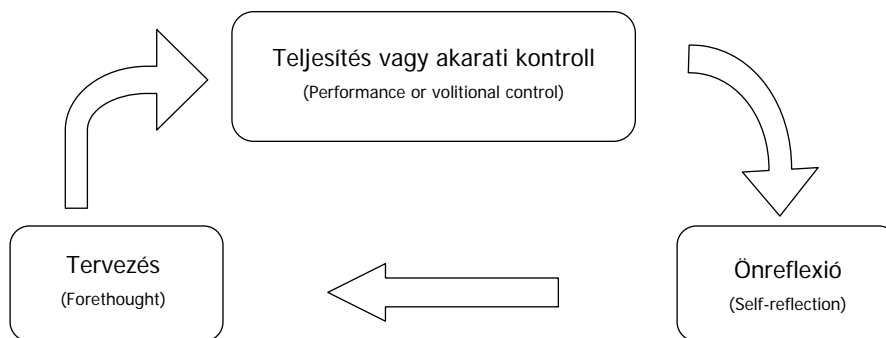 Teljesítés vagy akarati kontroll
(Performance or volitional control)
Tervezés
(Forethought)
Önreflexió
(Self-reflection)